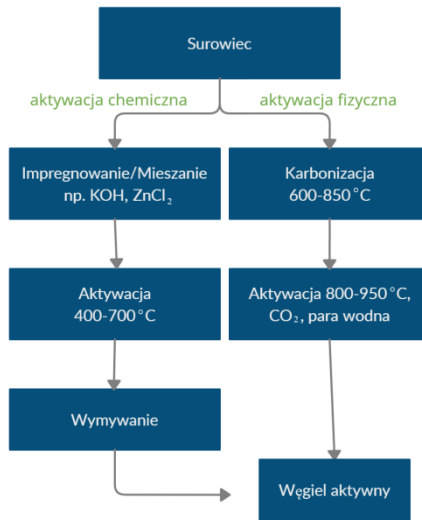 Surowiec
aktywacja chemiczna
aktywacja fizyczna
Impregnowanie/Mieszanie
np. KOH, ZnCl₂
Karbonizacja
600-850°C
Aktywacja
400-700°C
Aktywacja 800-950°C,
CO₂, para wodna
Wymywanie
Węgiel aktywny